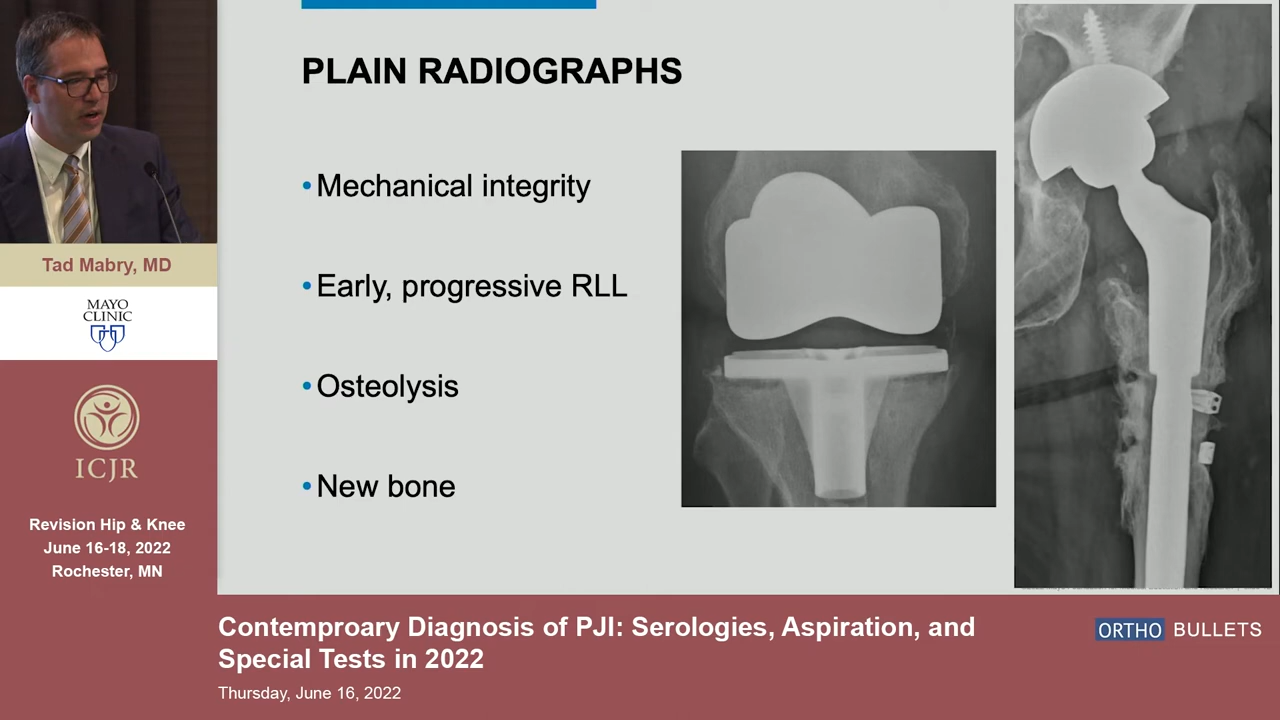 PLAIN RADIOGRAPHS
• Mechanical integrity
• Early, progressive RLL
• Osteolysis
• New bone
Tad Mabry, MD
MAYO
CLINIC
ICJR
Revision Hip & Knee
June 16-18, 2022
Rochester, MN
Contemproary Diagnosis of PJI: Serologies, Aspiration, and
Special Tests in 2022
Thursday, June 16, 2022
ORTHO BULLETS